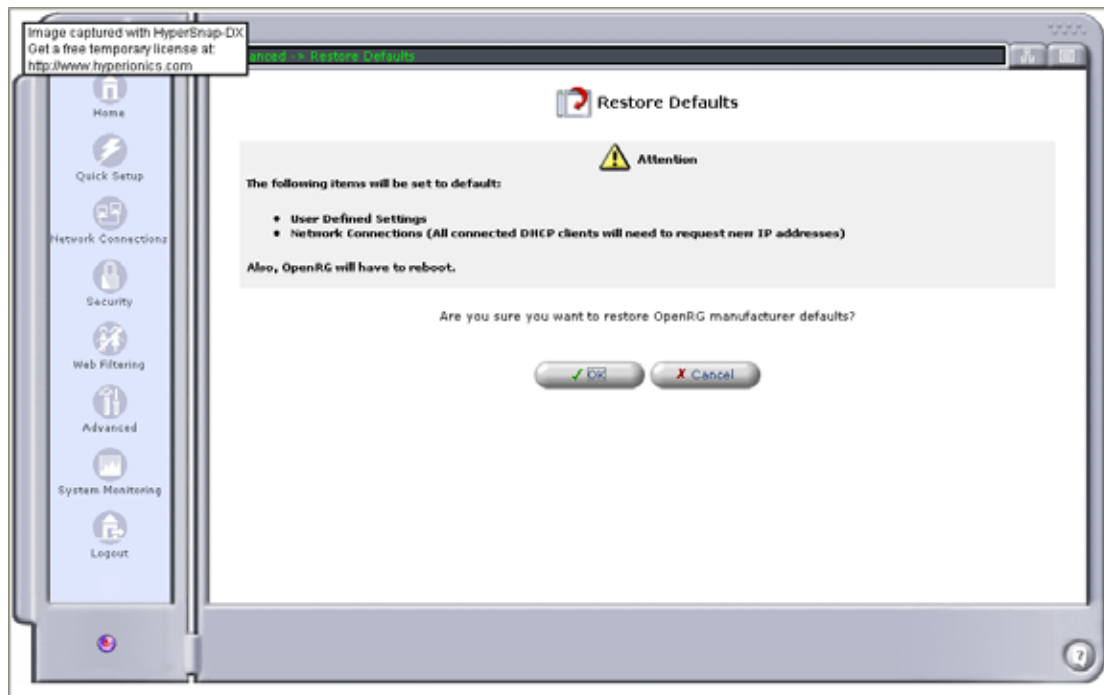 Image captured with HyperSnap-DX
Get a free temporary license at:
http://www.hyperionics.com
anced -> Restore Defaults
Home
Quick Setup
Network Connections
Security
Web Filtering
Advanced
System Monitoring
Logout
Restore Defaults
Attention
The following items will be set to default:
• User Defined Settings
• Network Connections (All connected DHCP clients will need to request new IP addresses)
Also, OpenRG will have to reboot.
Are you sure you want to restore OpenRG manufacturer defaults?
OK
Cancel
?